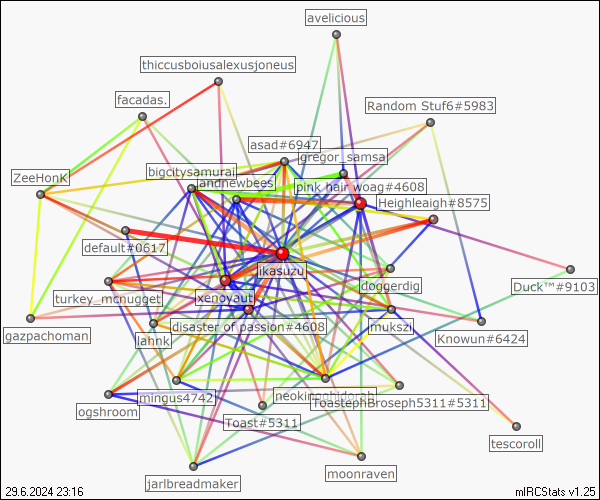 avelicious
thiccusboiusalexusjoneus
facadas.
Random Stuf6#5983
asad#6947
gregor_samsa
ZeeHonK
bigcitysamurai
landnewbees
pink hair woag#4608
Heighleaigh#8575
default#0617
ikasuzu
doggerdig
Duck™#9103
turkey_mcnugget
xenoyaut
gazpachoman
lahnk
disaster of passion#4608
mukszi
Knowun#6424
ogshroom
mingus4742
neokingghidorah
ToastephBroseph5311#5311
Toast#5311
tescoroll
jarlbreadmaker
moonraven
29.6.2024 23:16
mIRCStats v1.25